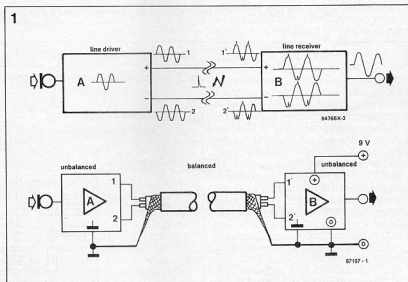 1
line driver
line receiver
1
1'
A
+
+
B
−
−
2
2'
84765X-3
9 V
unbalanced
balanced
unbalanced
1
1'
A
B
2
2'
87197 - 1